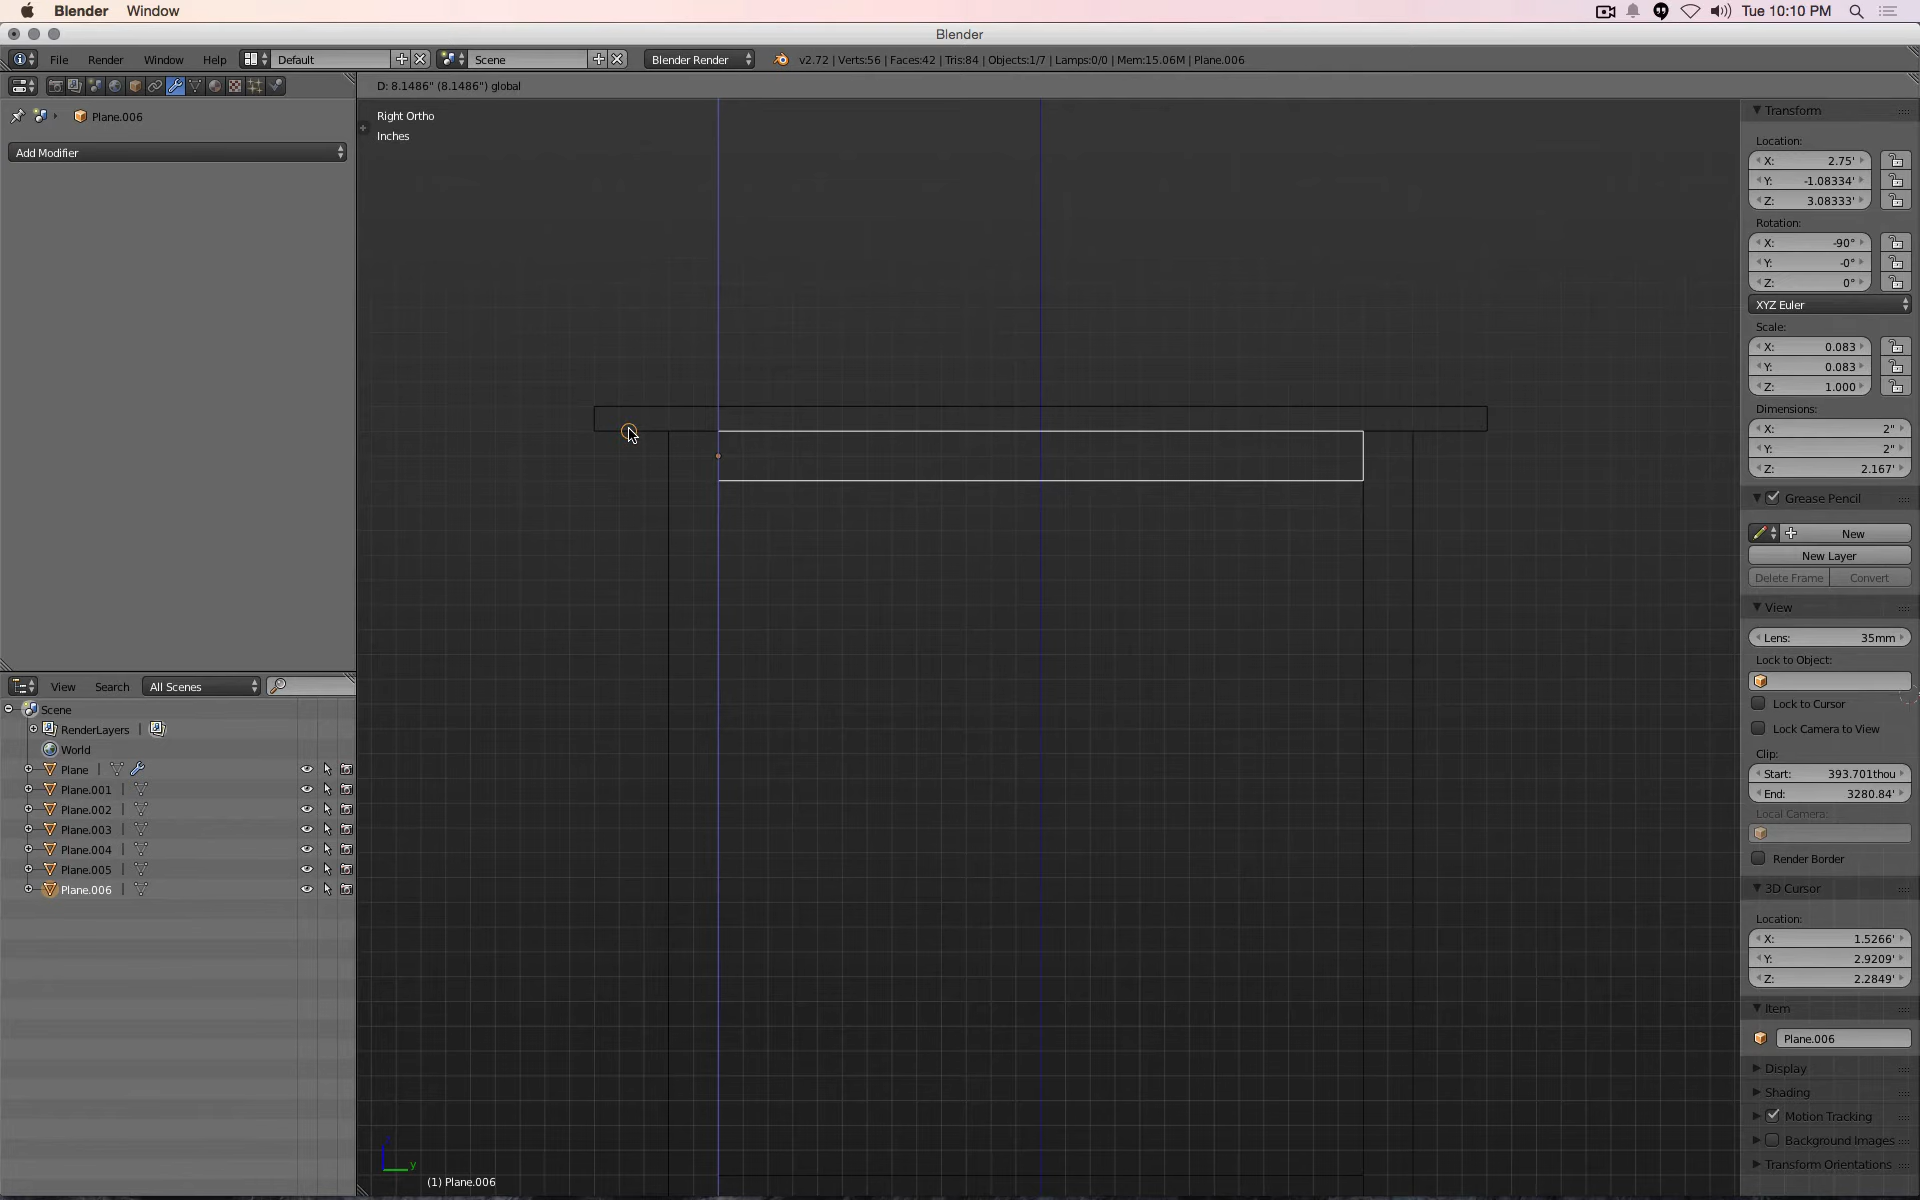 Blender Window Tue 10:10 PM
Blender
File Render Window Help Default Scene Blender Render v2.72 | Verts:56 | Faces:42 | Tris:84 | Objects:1/7 | Lamps:0/0 | Mem:15.06M | Plane.006
D: 8.1486" (8.1486") global
Plane.006
Add Modifier
Right Ortho
Inches
Transform
Location:
X: 2.75'
Y: -1.08334'
Z: 3.08333'
Rotation:
X: -90°
Y: -0°
Z: 0°
XYZ Euler
Scale:
X: 0.083
Y: 0.083
Z: 1.000
Dimensions:
X: 2"
Y: 2"
Z: 2.167'
Grease Pencil
New
New Layer
Delete Frame Convert
View
Lens: 35mm
Lock to Object:
Lock to Cursor
Lock Camera to View
Clip:
Start: 393.701thou
End: 3280.84'
Local Camera:
Render Border
3D Cursor
Location:
X: 1.5266'
Y: 2.9209'
Z: 2.2849'
Item
Plane.006
Display
Shading
Motion Tracking
Background Images
Transform Orientations
View Search All Scenes
Scene
RenderLayers |
World
Plane |
Plane.001 |
Plane.002 |
Plane.003 |
Plane.004 |
Plane.005 |
Plane.006 |
y
(1) Plane.006